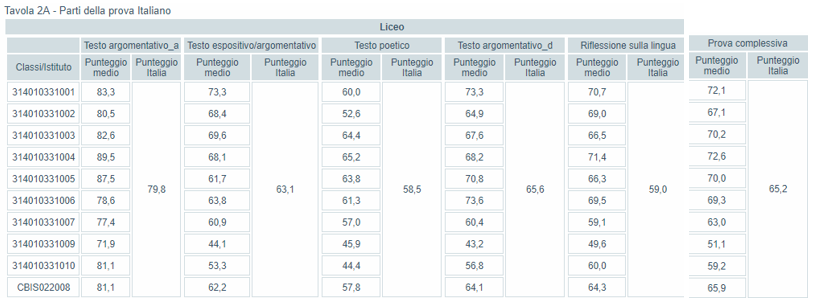 Tavola 2A - Parti della prova Italiano
Liceo
Testo argomentativo_a Testo espositivo/argomentativo Testo poetico Testo argomentativo_d Riflessione sulla lingua Prova complessiva
Classi/Istituto Punteggio medio Punteggio Italia Punteggio medio Punteggio Italia Punteggio medio Punteggio Italia Punteggio medio Punteggio Italia Punteggio medio Punteggio Italia Punteggio medio Punteggio Italia
314010331001 83,3 73,3 60,0 73,3 70,7 72,1
314010331002 80,5 68,4 52,6 64,9 69,0 67,1
314010331003 82,6 69,6 64,4 67,6 66,5 70,2
314010331004 89,5 68,1 65,2 68,2 71,4 72,6
314010331005 87,5 61,7 63,8 70,8 66,3 70,0
314010331006 78,6 79,8 63,8 63,1 61,3 58,5 73,6 65,6 69,5 59,0 69,3 65,2
314010331007 77,4 60,9 57,0 60,4 59,1 63,0
314010331009 71,9 44,1 45,9 43,2 49,6 51,1
314010331010 81,1 53,3 44,4 56,8 60,0 59,2
CBIS022008 81,1 62,2 57,8 64,1 64,3 65,9